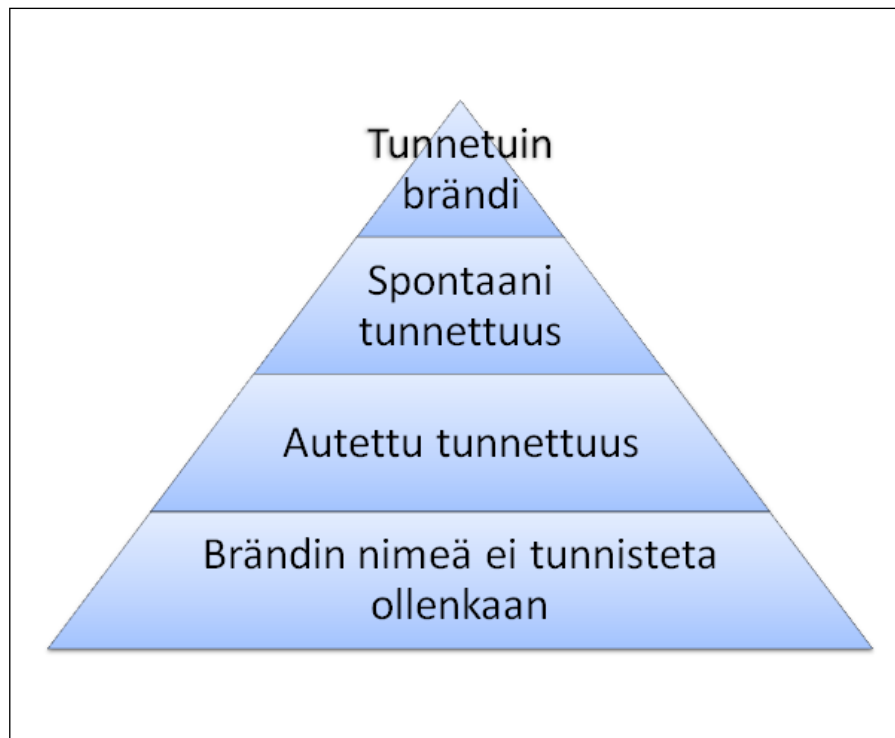 Tunnetuin
brändi
Spontaani
tunnettuus
Autettu tunnettuus
Brändin nimeä ei tunnisteta
ollenkaan